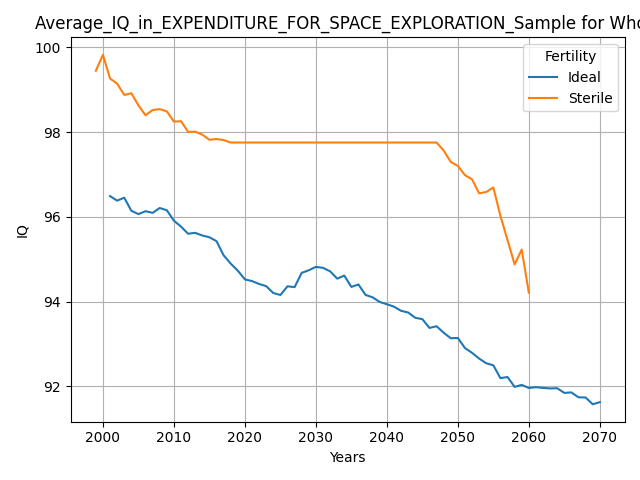 Average_IQ_in_EXPENDITURE_FOR_SPACE_EXPLORATION_Sample for Who
Fertility
Ideal
Sterile
100
98
96
94
92
IQ
2000 2010 2020 2030 2040 2050 2060 2070
Years